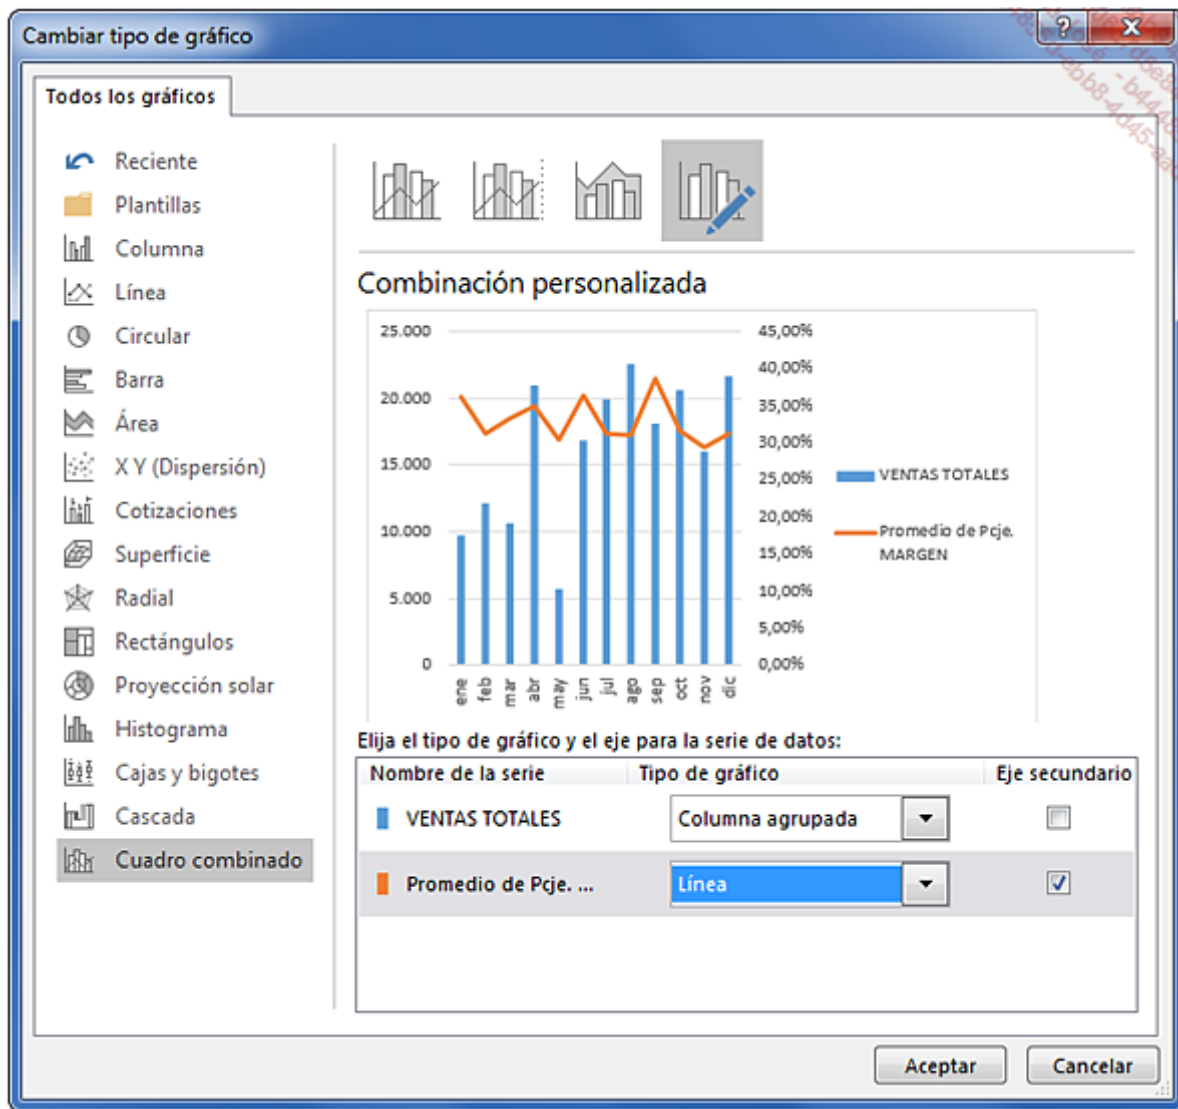 Cambiar tipo de gráfico
Todos los gráficos
Reciente
Plantillas
Columna
Línea
Circular
Barra
Área
X Y (Dispersión)
Cotizaciones
Superficie
Radial
Rectángulos
Proyección solar
Histograma
Cajas y bigotes
Cascada
Cuadro combinado
Combinación personalizada
25.000
20.000
15.000
10.000
5.000
0
45,00%
40,00%
35,00%
30,00%
25,00%
20,00%
15,00%
10,00%
5,00%
0,00%
ene
feb
mar
abr
may
jun
jul
ago
sep
oct
nov
dic
VENTAS TOTALES
Promedio de Pcje.
MARGEN
Elija el tipo de gráfico y el eje para la serie de datos:
Nombre de la serie Tipo de gráfico Eje secundario
VENTAS TOTALES Columna agrupada
Promedio de Pcje. ... Línea
Aceptar Cancelar